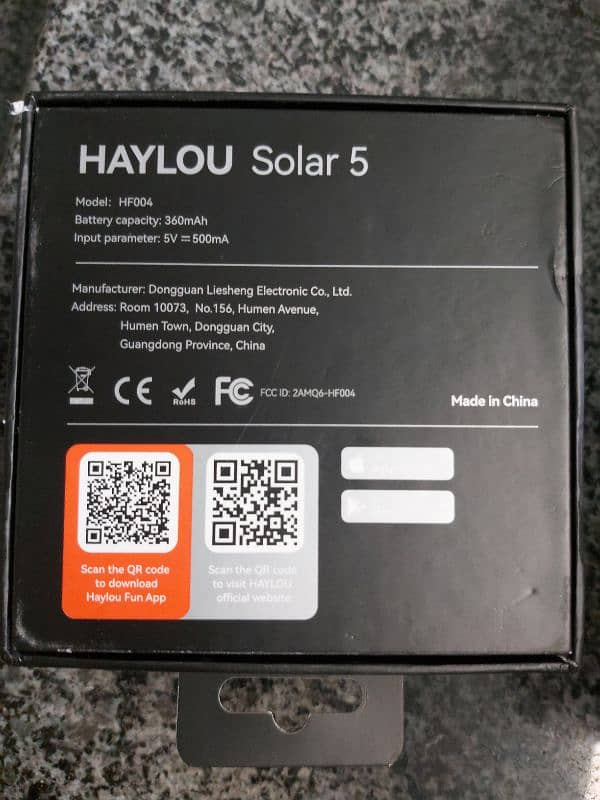 HAYLOU Solar 5
Model: HF004
Battery capacity: 360mAh
Input parameter: 5V ⎓ 500mA
Manufacturer: Dongguan Liesheng Electronic Co., Ltd.
Address: Room 10073, No.156, Humen Avenue,
Humen Town, Dongguan City,
Guangdong Province, China
CE RoHS FC FCC ID: 2AMQ6-HF004
Made in China
Scan the QR code
to download
Haylou Fun App
Scan the QR code
to visit HAYLOU
official website